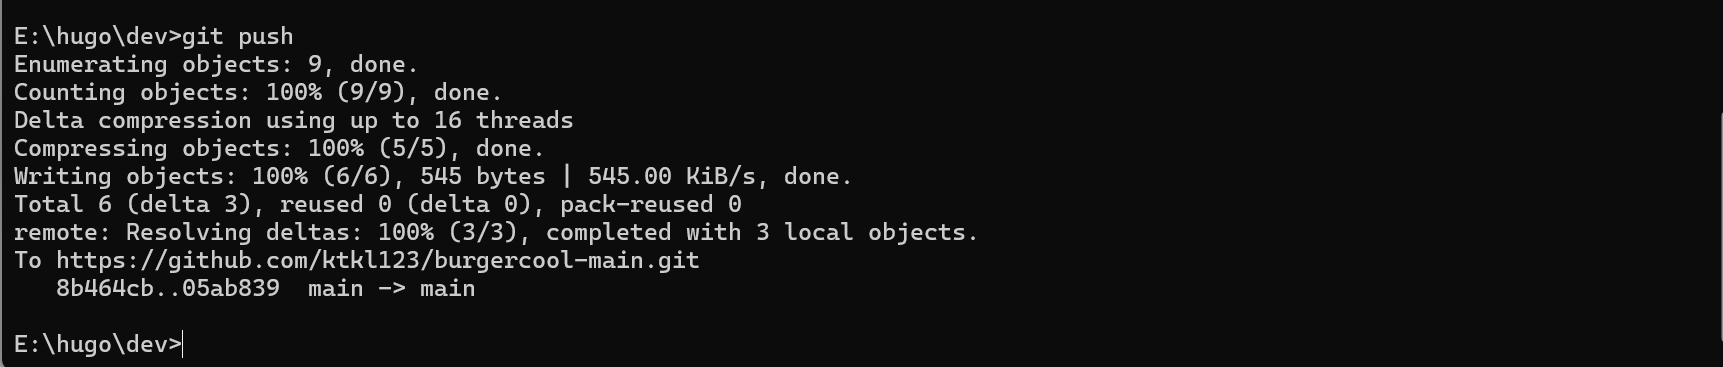 E:\hugo\dev>git push
Enumerating objects: 9, done.
Counting objects: 100% (9/9), done.
Delta compression using up to 16 threads
Compressing objects: 100% (5/5), done.
Writing objects: 100% (6/6), 545 bytes | 545.00 KiB/s, done.
Total 6 (delta 3), reused 0 (delta 0), pack-reused 0
remote: Resolving deltas: 100% (3/3), completed with 3 local objects.
To https://github.com/ktkl123/burgercool-main.git
   8b464cb..05ab839  main -> main
E:\hugo\dev>